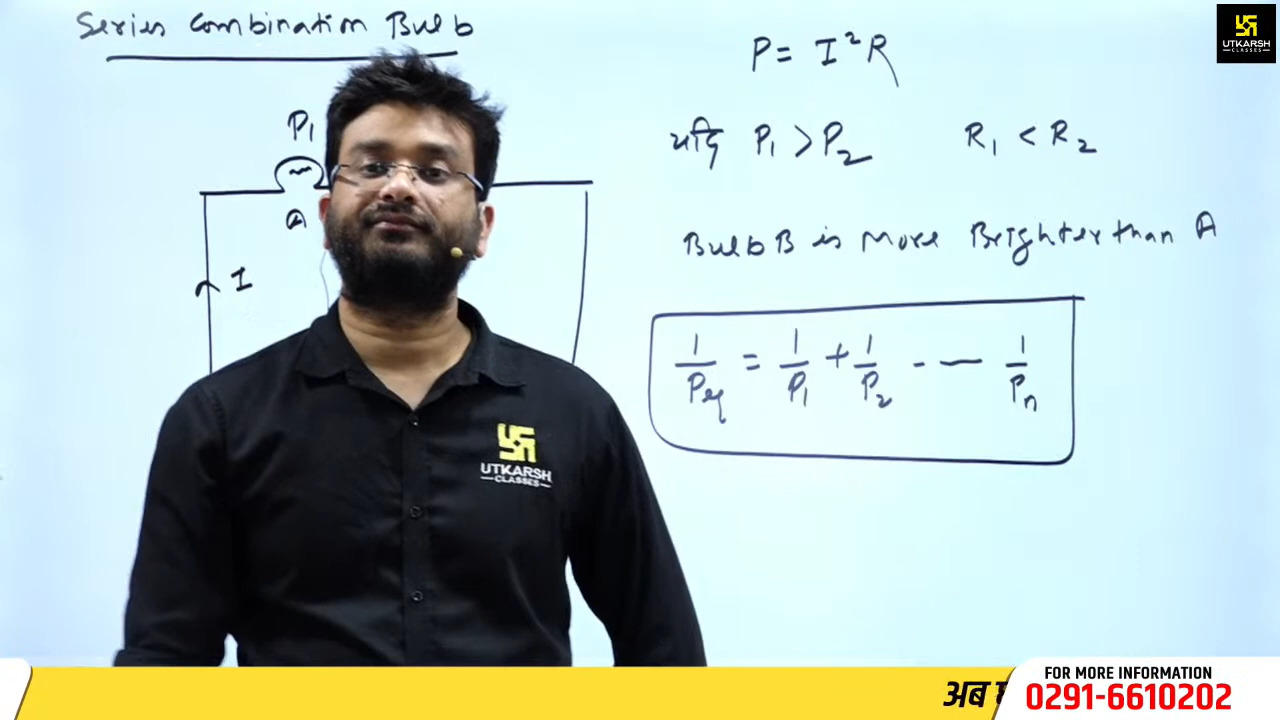 Series Combination Bulb
P₁
A
I
P = I²R
यदि P₁ > P₂ R₁ < R₂
Bulb B is More Brighter than A
1/Peq = 1/P₁ + 1/P₂ - — 1/Pn
UTKARSH
CLASSES
UTKARSH
CLASSES
अब
FOR MORE INFORMATION
0291-6610202